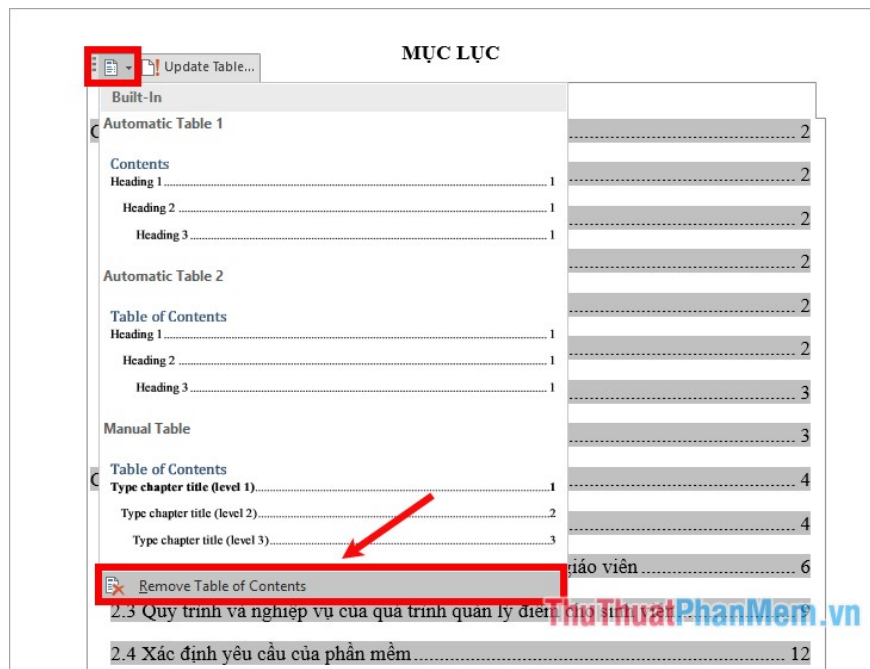 MỤC LỤC
Update Table...
Built-In
Automatic Table 1
C ................ 2
Contents
Heading 1 ................ 1
................ 2
Heading 2 ................ 1
................ 2
Heading 3 ................ 1
................ 2
Automatic Table 2
................ 2
Table of Contents
Heading 1 ................ 1
................ 2
Heading 2 ................ 1
Heading 3 ................ 1
................ 3
Manual Table
................ 3
Table of Contents
C ................ 4
Type chapter title (level 1) ................ 1
Type chapter title (level 2) ................ 2
................ 4
Type chapter title (level 3) ................ 3
giáo viên ................ 6
Remove Table of Contents
2.3 Quy trình và nghiệp vụ của quá trình quản lý điểm cho sinh viên ................ 9
ThuThuatPhanMem.vn
2.4 Xác định yêu cầu của phần mềm ................ 12